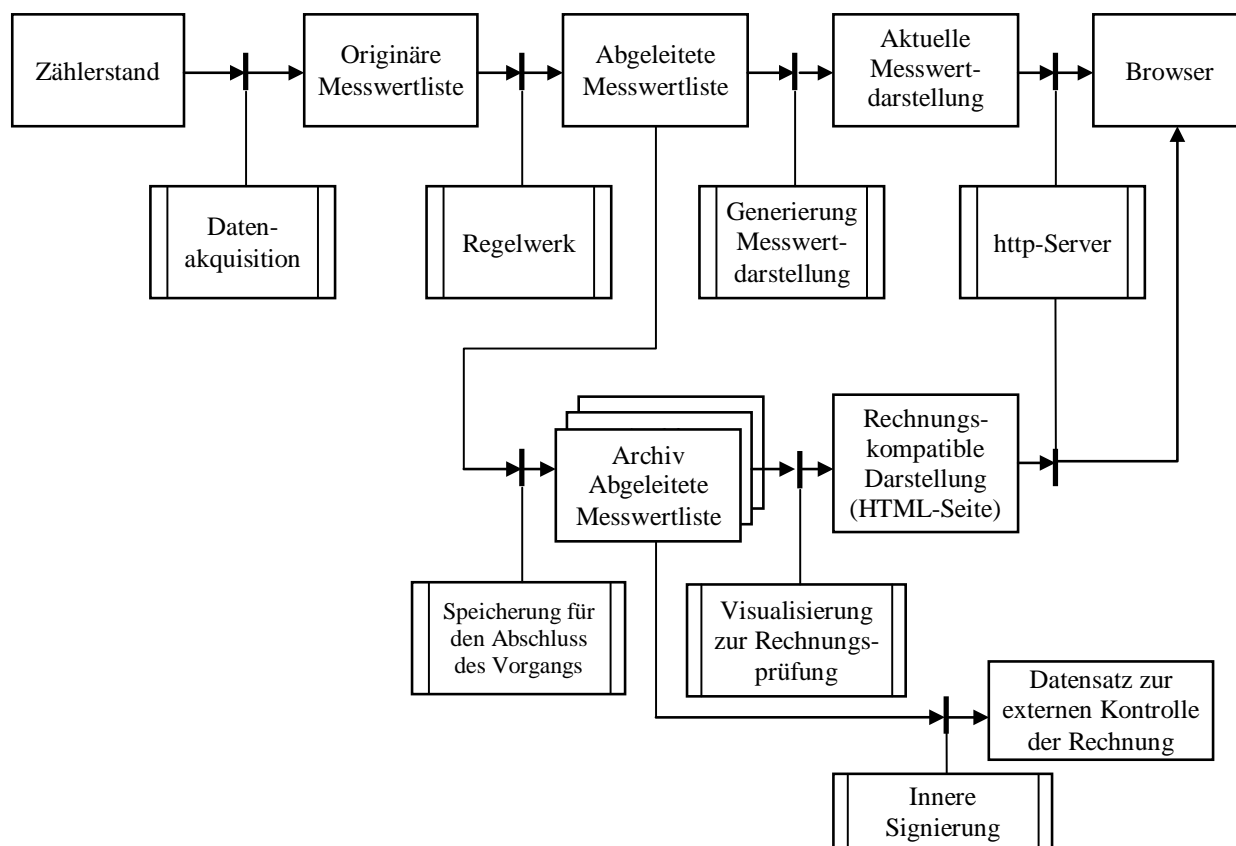 Zählerstand
Originäre
Messwertliste
Abgeleitete
Messwertliste
Aktuelle
Messwert-
darstellung
Browser
Daten-
akquisition
Regelwerk
Generierung
Messwert-
darstellung
http-Server
Archiv
Abgeleitete
Messwertliste
Rechnungs-
kompatible
Darstellung
(HTML-Seite)
Speicherung für
den Abschluss
des Vorgangs
Visualisierung
zur Rechnungs-
prüfung
Datensatz zur
externen Kontrolle
der Rechnung
Innere
Signierung